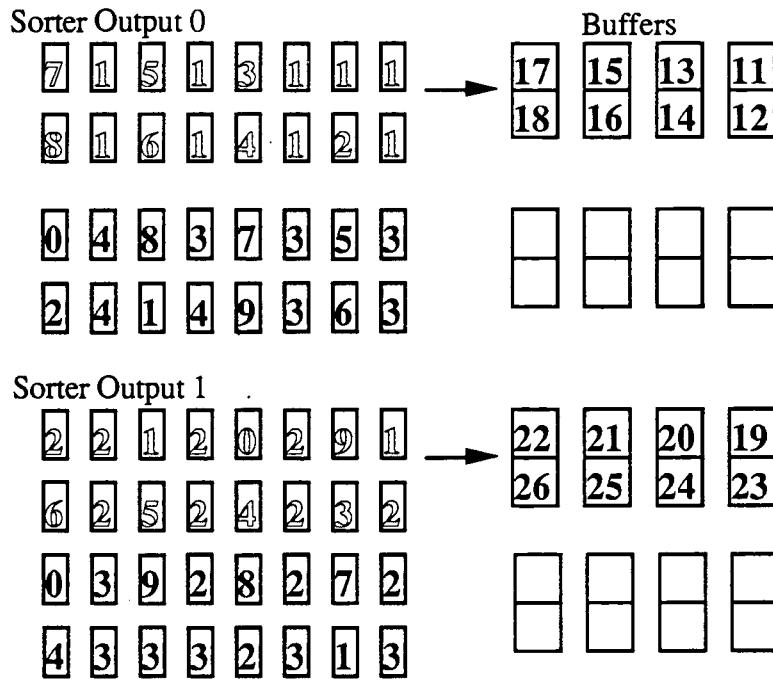 Sorter Output 0
Buffers
7 1 5 1 3 1 1 1
17 15 13 11
8 1 6 1 4 1 2 1
18 16 14 12
0 4 8 3 7 3 5 3
2 4 1 4 9 3 6 3
Sorter Output 1
2 2 1 2 0 2 9 1
22 21 20 19
6 2 5 2 4 2 3 2
26 25 24 23
0 3 9 2 8 2 7 2
4 3 3 3 2 3 1 3